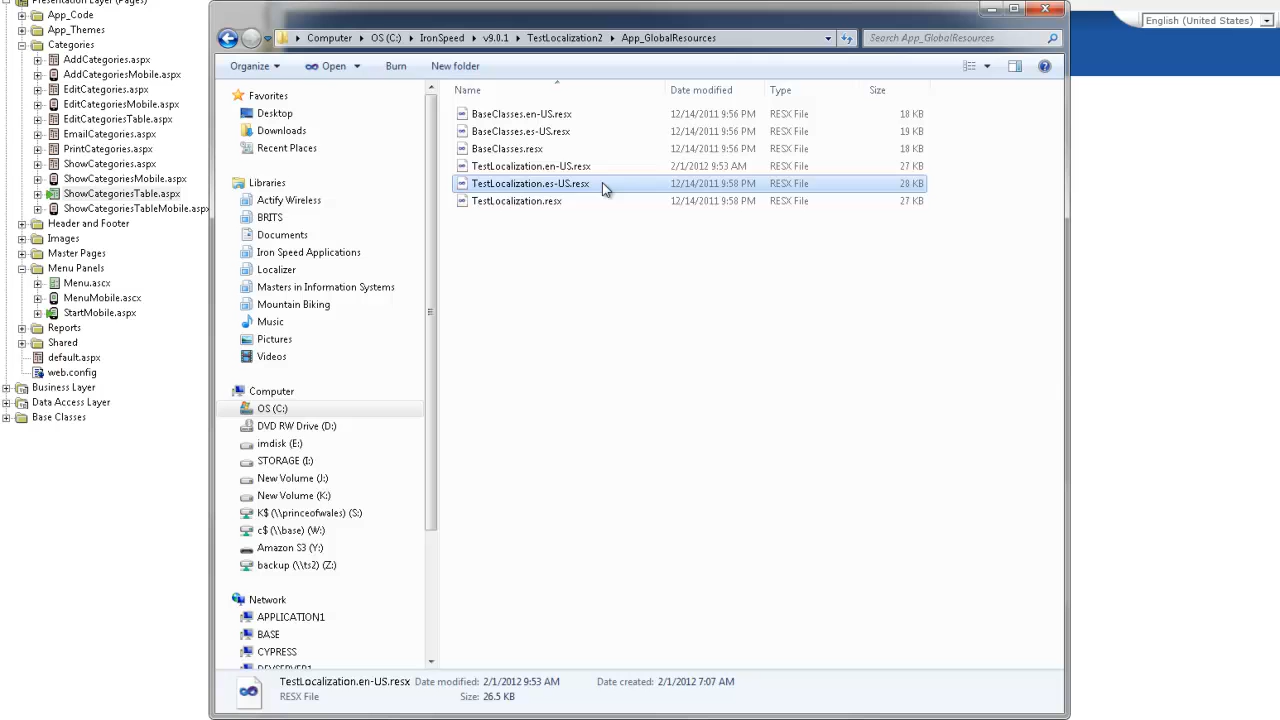 Presentation Layer (Pages)
App_Code
App_Themes
Categories
AddCategories.aspx
AddCategoriesMobile.aspx
EditCategories.aspx
EditCategoriesMobile.aspx
EditCategoriesTable.aspx
EmailCategories.aspx
PrintCategories.aspx
ShowCategories.aspx
ShowCategoriesMobile.aspx
ShowCategoriesTable.aspx
ShowCategoriesTableMobile.aspx
Header and Footer
Images
Master Pages
Menu Panels
Menu.ascx
MenuMobile.ascx
StartMobile.aspx
Reports
Shared
default.aspx
web.config
Business Layer
Data Access Layer
Base Classes
Computer OS (C:) IronSpeed v9.0.1 TestLocalization2 App_GlobalResources
Search App_GlobalResources
English (United States)
Organize Open Burn New folder
Favorites
Desktop
Downloads
Recent Places
Libraries
Actify Wireless
BRITS
Documents
Iron Speed Applications
Localizer
Masters in Information Systems
Mountain Biking
Music
Pictures
Videos
Computer
OS (C:)
DVD RW Drive (D:)
imdisk (E:)
STORAGE (I:)
New Volume (J:)
New Volume (K:)
K$ (\\princeofwales) (S:)
c$ (\\base) (W:)
Amazon S3 (Y:)
backup (\\ts2) (Z:)
Network
APPLICATION1
BASE
CYPRESS
DEVSERVER1
Name Date modified Type Size
BaseClasses.en-US.resx 12/14/2011 9:56 PM RESX File 18 KB
BaseClasses.es-US.resx 12/14/2011 9:56 PM RESX File 19 KB
BaseClasses.resx 12/14/2011 9:56 PM RESX File 18 KB
TestLocalization.en-US.resx 2/1/2012 9:53 AM RESX File 27 KB
TestLocalization.es-US.resx 12/14/2011 9:58 PM RESX File 28 KB
TestLocalization.resx 12/14/2011 9:58 PM RESX File 27 KB
TestLocalization.en-US.resx Date modified: 2/1/2012 9:53 AM Date created: 2/1/2012 7:07 AM
RESX File Size: 26.5 KB